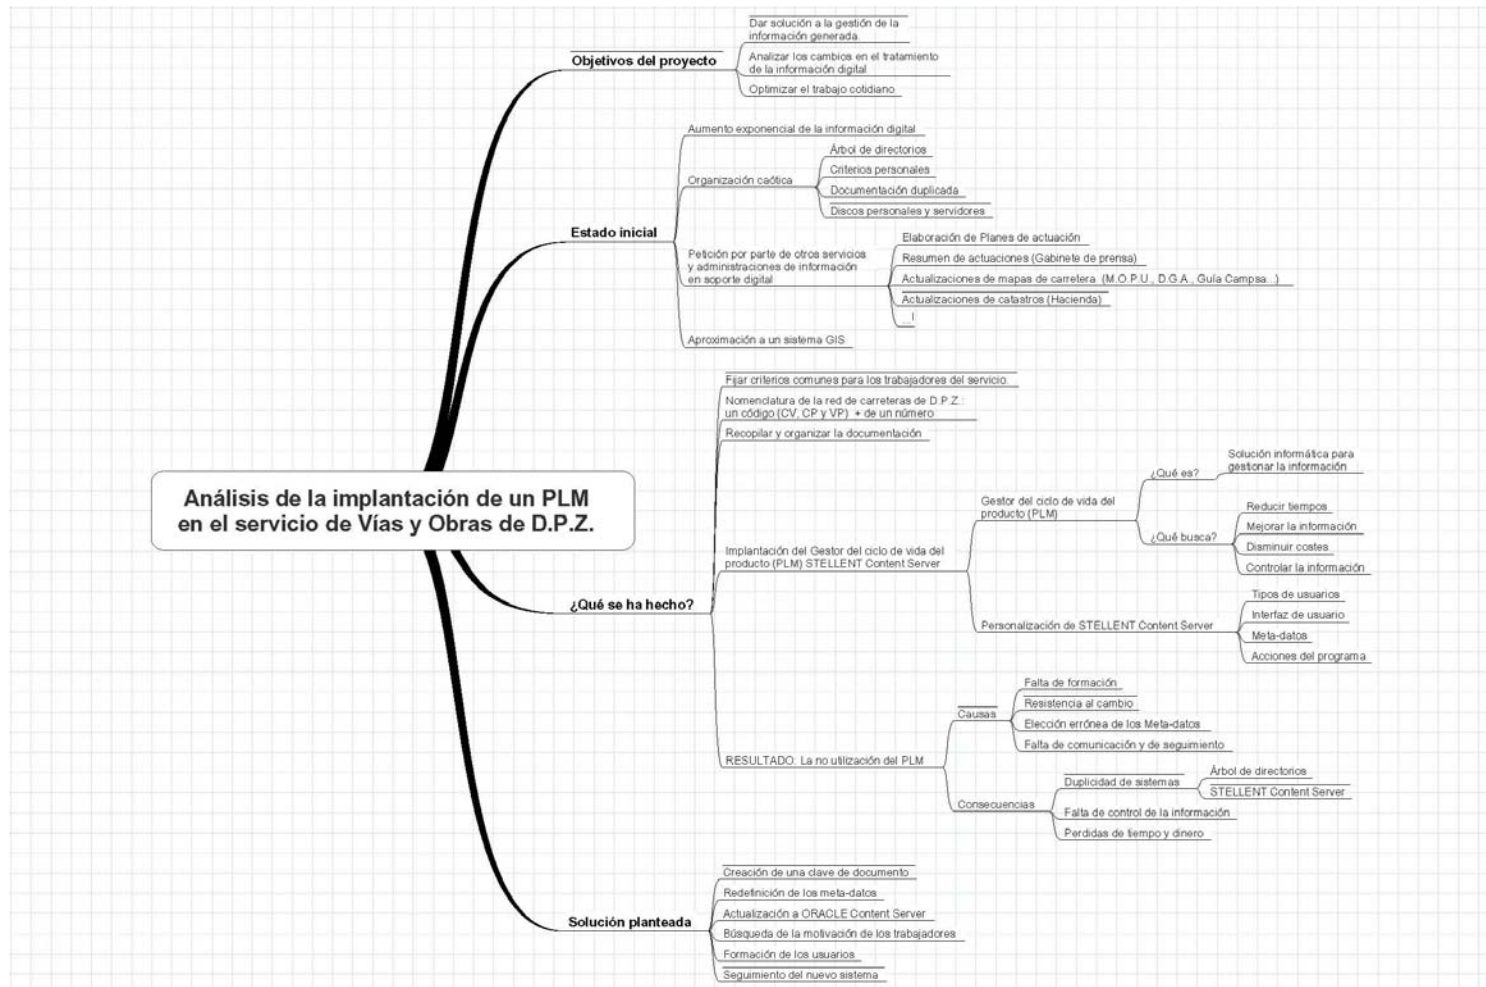 Dar solución a la gestión de la
información generada.
Objetivos del proyecto
Analizar los cambios en el tratamiento
de la información digital
Optimizar el trabajo cotidiano
Aumento exponencial de la información digital
Árbol de directorios
Criterios personales
Organización caótica
Documentación duplicada
Discos personales y servidores
Estado inicial
Elaboración de Planes de actuación
Petición por parte de otros servicios
y administraciones de información
en soporte digital
Resumen de actuaciones (Gabinete de prensa)
Actualizaciones de mapas de carretera (M.O.P.U., D.G.A., Guía Campsa...)
Actualizaciones de catastros (Hacienda)
Aproximación a un sistema GIS
Fijar criterios comunes para los trabajadores del servicio.
Nomenclatura de la red de carreteras de D.P.Z.:
un código (CV, CP y VP) + de un número
Recopilar y organizar la documentación
Análisis de la implantación de un PLM
en el servicio de Vías y Obras de D.P.Z.
¿Qué se ha hecho?
Implantación del Gestor del ciclo de vida del
producto (PLM) STELLENT Content Server
Gestor del ciclo de vida del
producto (PLM)
¿Qué es?
Solución informática para
gestionar la información
¿Qué busca?
Reducir tiempos
Mejorar la información
Disminuir costes
Controlar la información
Personalización de STELLENT Content Server
Tipos de usuarios
Interfaz de usuario
Meta-datos
Acciones del programa
RESULTADO: La no utilización del PLM
Causas
Falta de formación
Resistencia al cambio
Elección errónea de los Meta-datos
Falta de comunicación y de seguimiento
Consecuencias
Duplicidad de sistemas
Árbol de directorios
STELLENT Content Server
Falta de control de la información
Perdidas de tiempo y dinero
Solución planteada
Creación de una clave de documento
Redefinición de los meta-datos
Actualización a ORACLE Content Server
Búsqueda de la motivación de los trabajadores
Formación de los usuarios
Seguimiento del nuevo sistema